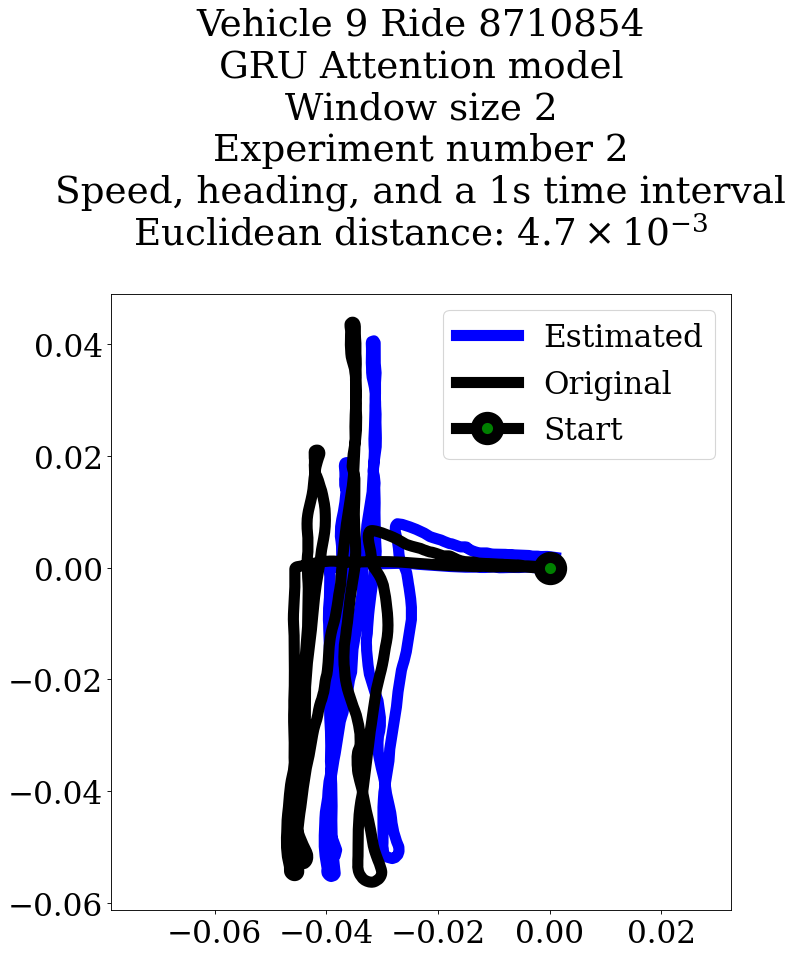 Vehicle 9 Ride 8710854
GRU Attention model
Window size 2
Experiment number 2
Speed, heading, and a 1s time interval
Euclidean distance: 4.7 × 10⁻³
Estimated
Original
Start
0.04
0.02
0.00
−0.02
−0.04
−0.06
−0.06 −0.04 −0.02 0.00 0.02